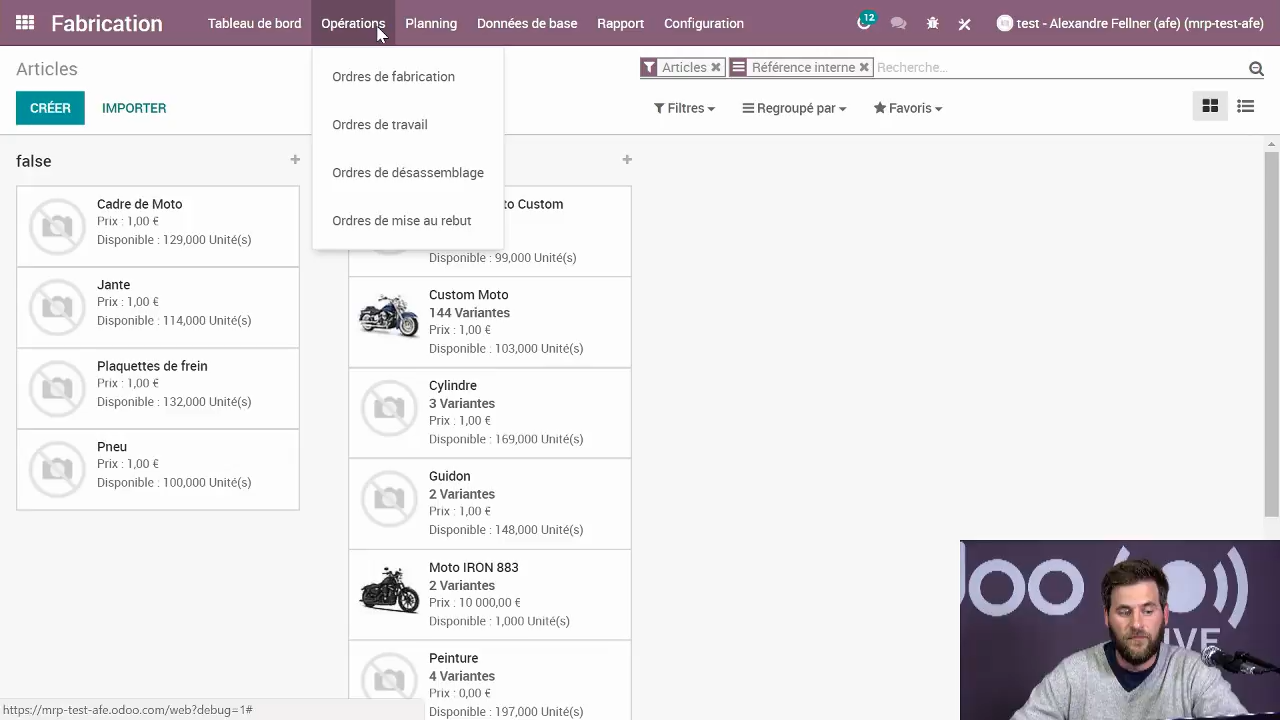 Fabrication
Tableau de bord
Opérations
Planning
Données de base
Rapport
Configuration
12
test - Alexandre Fellner (afe) (mrp-test-afe)
Articles
Articles
Référence interne
Recherche...
CRÉER
IMPORTER
Filtres
Regroupé par
Favoris
Ordres de fabrication
Ordres de travail
Ordres de désassemblage
Ordres de mise au rebut
false
Cadre de Moto
Prix : 1,00 €
Disponible : 129,000 Unité(s)
Jante
Prix : 1,00 €
Disponible : 114,000 Unité(s)
Plaquettes de frein
Prix : 1,00 €
Disponible : 132,000 Unité(s)
Pneu
Prix : 1,00 €
Disponible : 100,000 Unité(s)
to Custom
Disponible : 99,000 Unité(s)
Custom Moto
144 Variantes
Prix : 1,00 €
Disponible : 103,000 Unité(s)
Cylindre
3 Variantes
Prix : 1,00 €
Disponible : 169,000 Unité(s)
Guidon
2 Variantes
Prix : 1,00 €
Disponible : 148,000 Unité(s)
Moto IRON 883
2 Variantes
Prix : 10 000,00 €
Disponible : 1,000 Unité(s)
Peinture
4 Variantes
Prix : 0,00 €
Disponible : 197,000 Unité(s)
https://mrp-test-afe.odoo.com/web?debug=1#